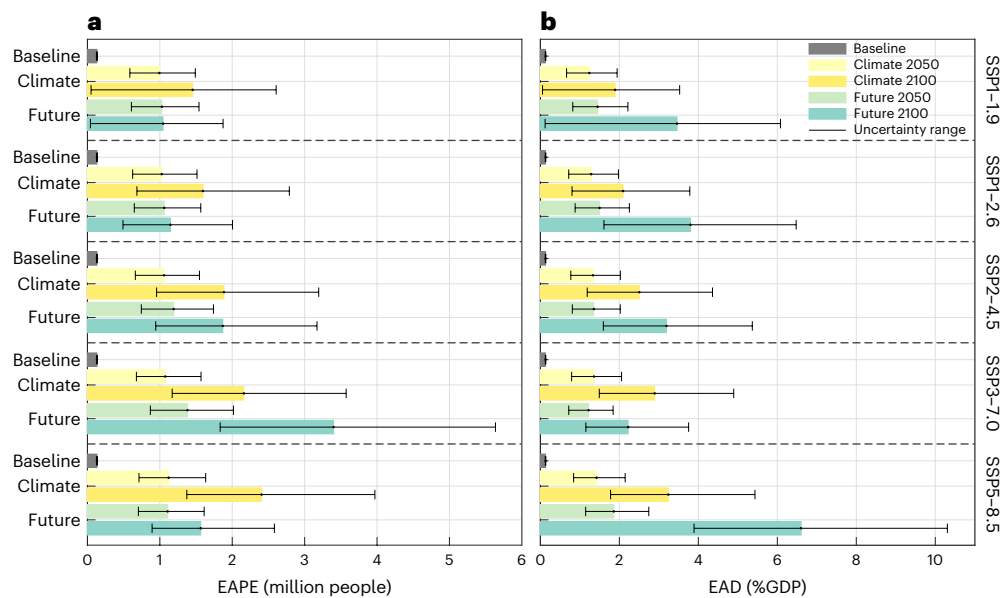 a
b
Baseline
Climate
Future
Baseline
Climate
Future
Baseline
Climate
Future
Baseline
Climate
Future
Baseline
Climate
Future
0 1 2 3 4 5 6
EAPE (million people)
Baseline
Climate 2050
Climate 2100
Future 2050
Future 2100
Uncertainty range
SSP1–1.9
SSP1–2.6
SSP2–4.5
SSP3–7.0
SSP5–8.5
0 2 4 6 8 10
EAD (%GDP)